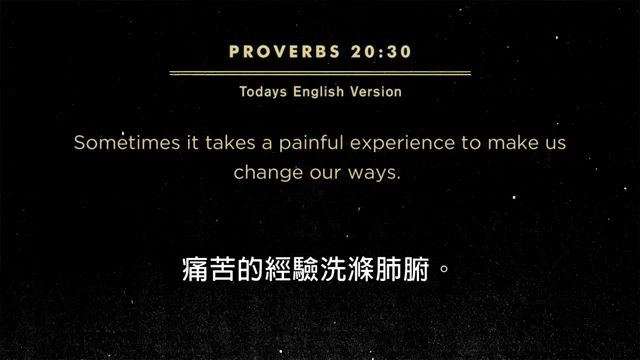 PROVERBS 20:30
Todays English Version
Sometimes it takes a painful experience to make us
change our ways.
痛苦的經驗洗滌肺腑。